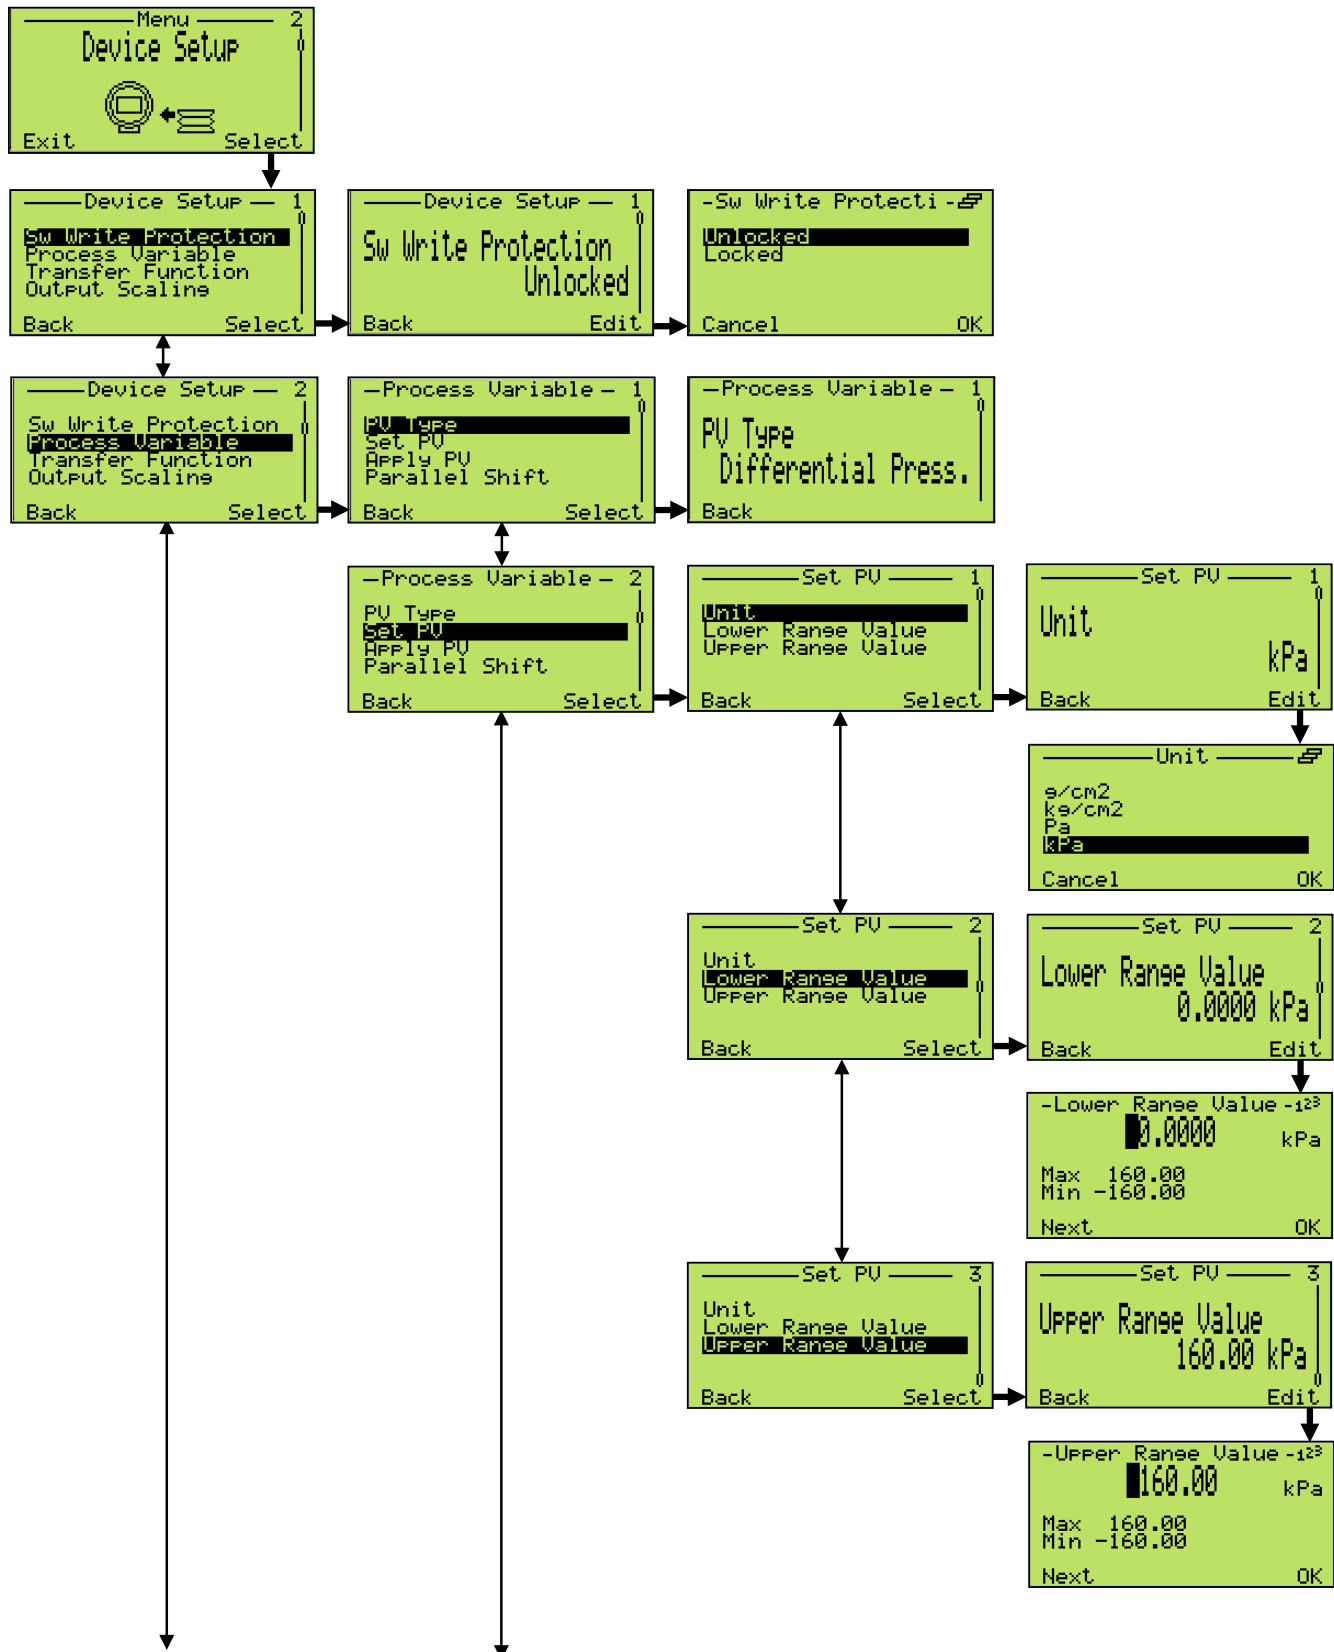 Menu 2
Device Setup
Exit Select
Device Setup 1
Sw Write Protection
Process Variable
Transfer Function
Output Scaling
Back Select
Device Setup 1
Sw Write Protection
Unlocked
Back Edit
-Sw Write Protecti-
Unlocked
Locked
Cancel OK
Device Setup 2
Sw Write Protection
Process Variable
Transfer Function
Output Scaling
Back Select
Process Variable 1
PV Type
Set PV
Apply PV
Parallel Shift
Back Select
Process Variable 1
PV Type
Differential Press.
Back
Process Variable 2
PV Type
Set PV
Apply PV
Parallel Shift
Back Select
Set PV 1
Unit
Lower Range Value
Upper Range Value
Back Select
Set PV 1
Unit
kPa
Back Edit
Unit
g/cm2
kg/cm2
Pa
kPa
Cancel OK
Set PV 2
Unit
Lower Range Value
Upper Range Value
Back Select
Set PV 2
Lower Range Value
0.0000 kPa
Back Edit
-Lower Range Value-123
0.0000 kPa
Max 160.00
Min -160.00
Next OK
Set PV 3
Unit
Lower Range Value
Upper Range Value
Back Select
Set PV 3
Upper Range Value
160.00 kPa
Back Edit
-Upper Range Value-123
160.00 kPa
Max 160.00
Min -160.00
Next OK